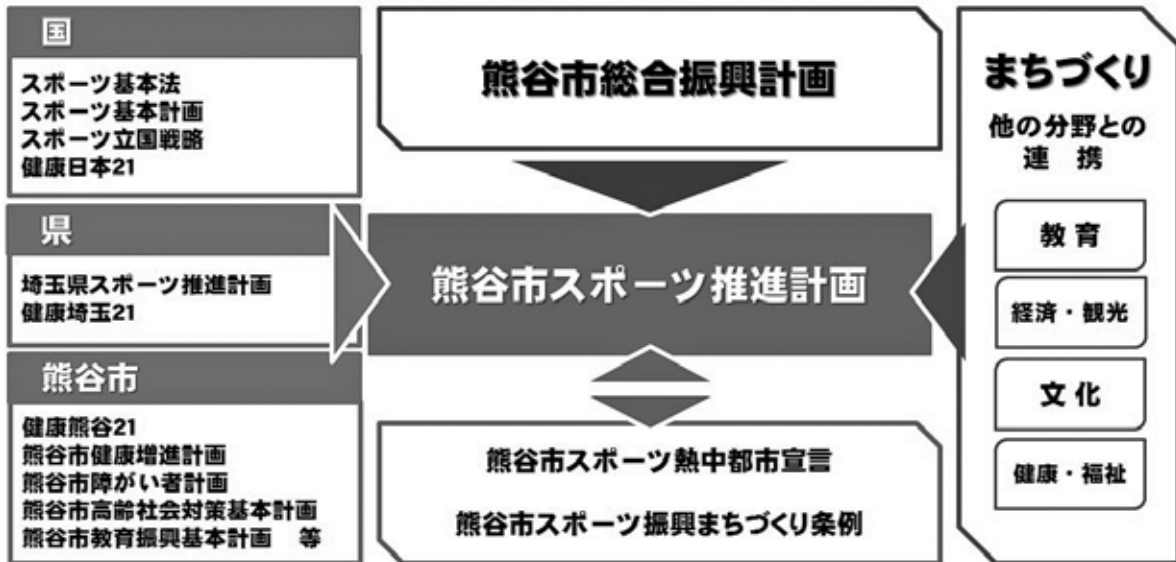 国
スポーツ基本法
スポーツ基本計画
スポーツ立国戦略
健康日本21
県
埼玉県スポーツ推進計画
健康埼玉21
熊谷市
健康熊谷21
熊谷市健康増進計画
熊谷市障がい者計画
熊谷市高齢社会対策基本計画
熊谷市教育振興基本計画　等
熊谷市総合振興計画
熊谷市スポーツ推進計画
熊谷市スポーツ熱中都市宣言
熊谷市スポーツ振興まちづくり条例
まちづくり
他の分野との
連　携
教 育
経済・観光
文 化
健康・福祉